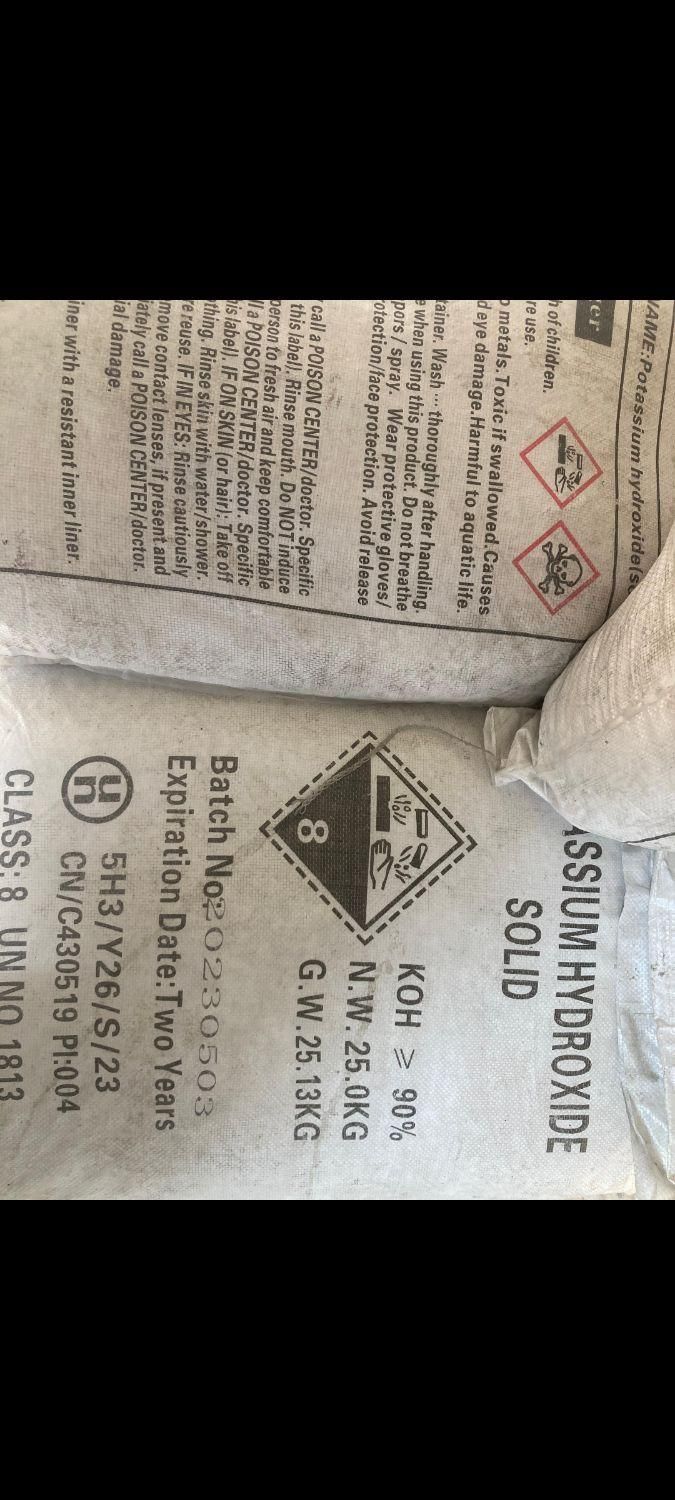 NAME:Potassium hydroxide(s
h of children.
re use.
metals.Toxic if swallowed.Causes
d eye damage.Harmful to aquatic life.
tainer. Wash ··· thoroughly after handling.
e when using this product. Do not breathe
pors / spray. Wear protective gloves/
otection/face protection. Avoid release
call a POISON CENTER/doctor. Specific
this label). Rinse mouth. Do NOT induce
person to fresh air and keep comfortable
ll a POISON CENTER/doctor. Specific
his label). IF ON SKIN (or hair): Take off
thing. Rinse skin with water/shower.
re reuse. IF IN EYES: Rinse cautiously
move contact lenses, if present and
iately call a POISON CENTER/doctor.
ial damage.
iner with a resistant inner liner.
ASSIUM HYDROXIDE
SOLID
KOH ≥ 90%
N.W. 25.0KG
G.W. 25.13KG
8
Batch No:20230503
Expiration Date:Two Years
un
5H3/Y26/S/23
CN/C430519 PI:004
CLASS: 8 UN NO 1813